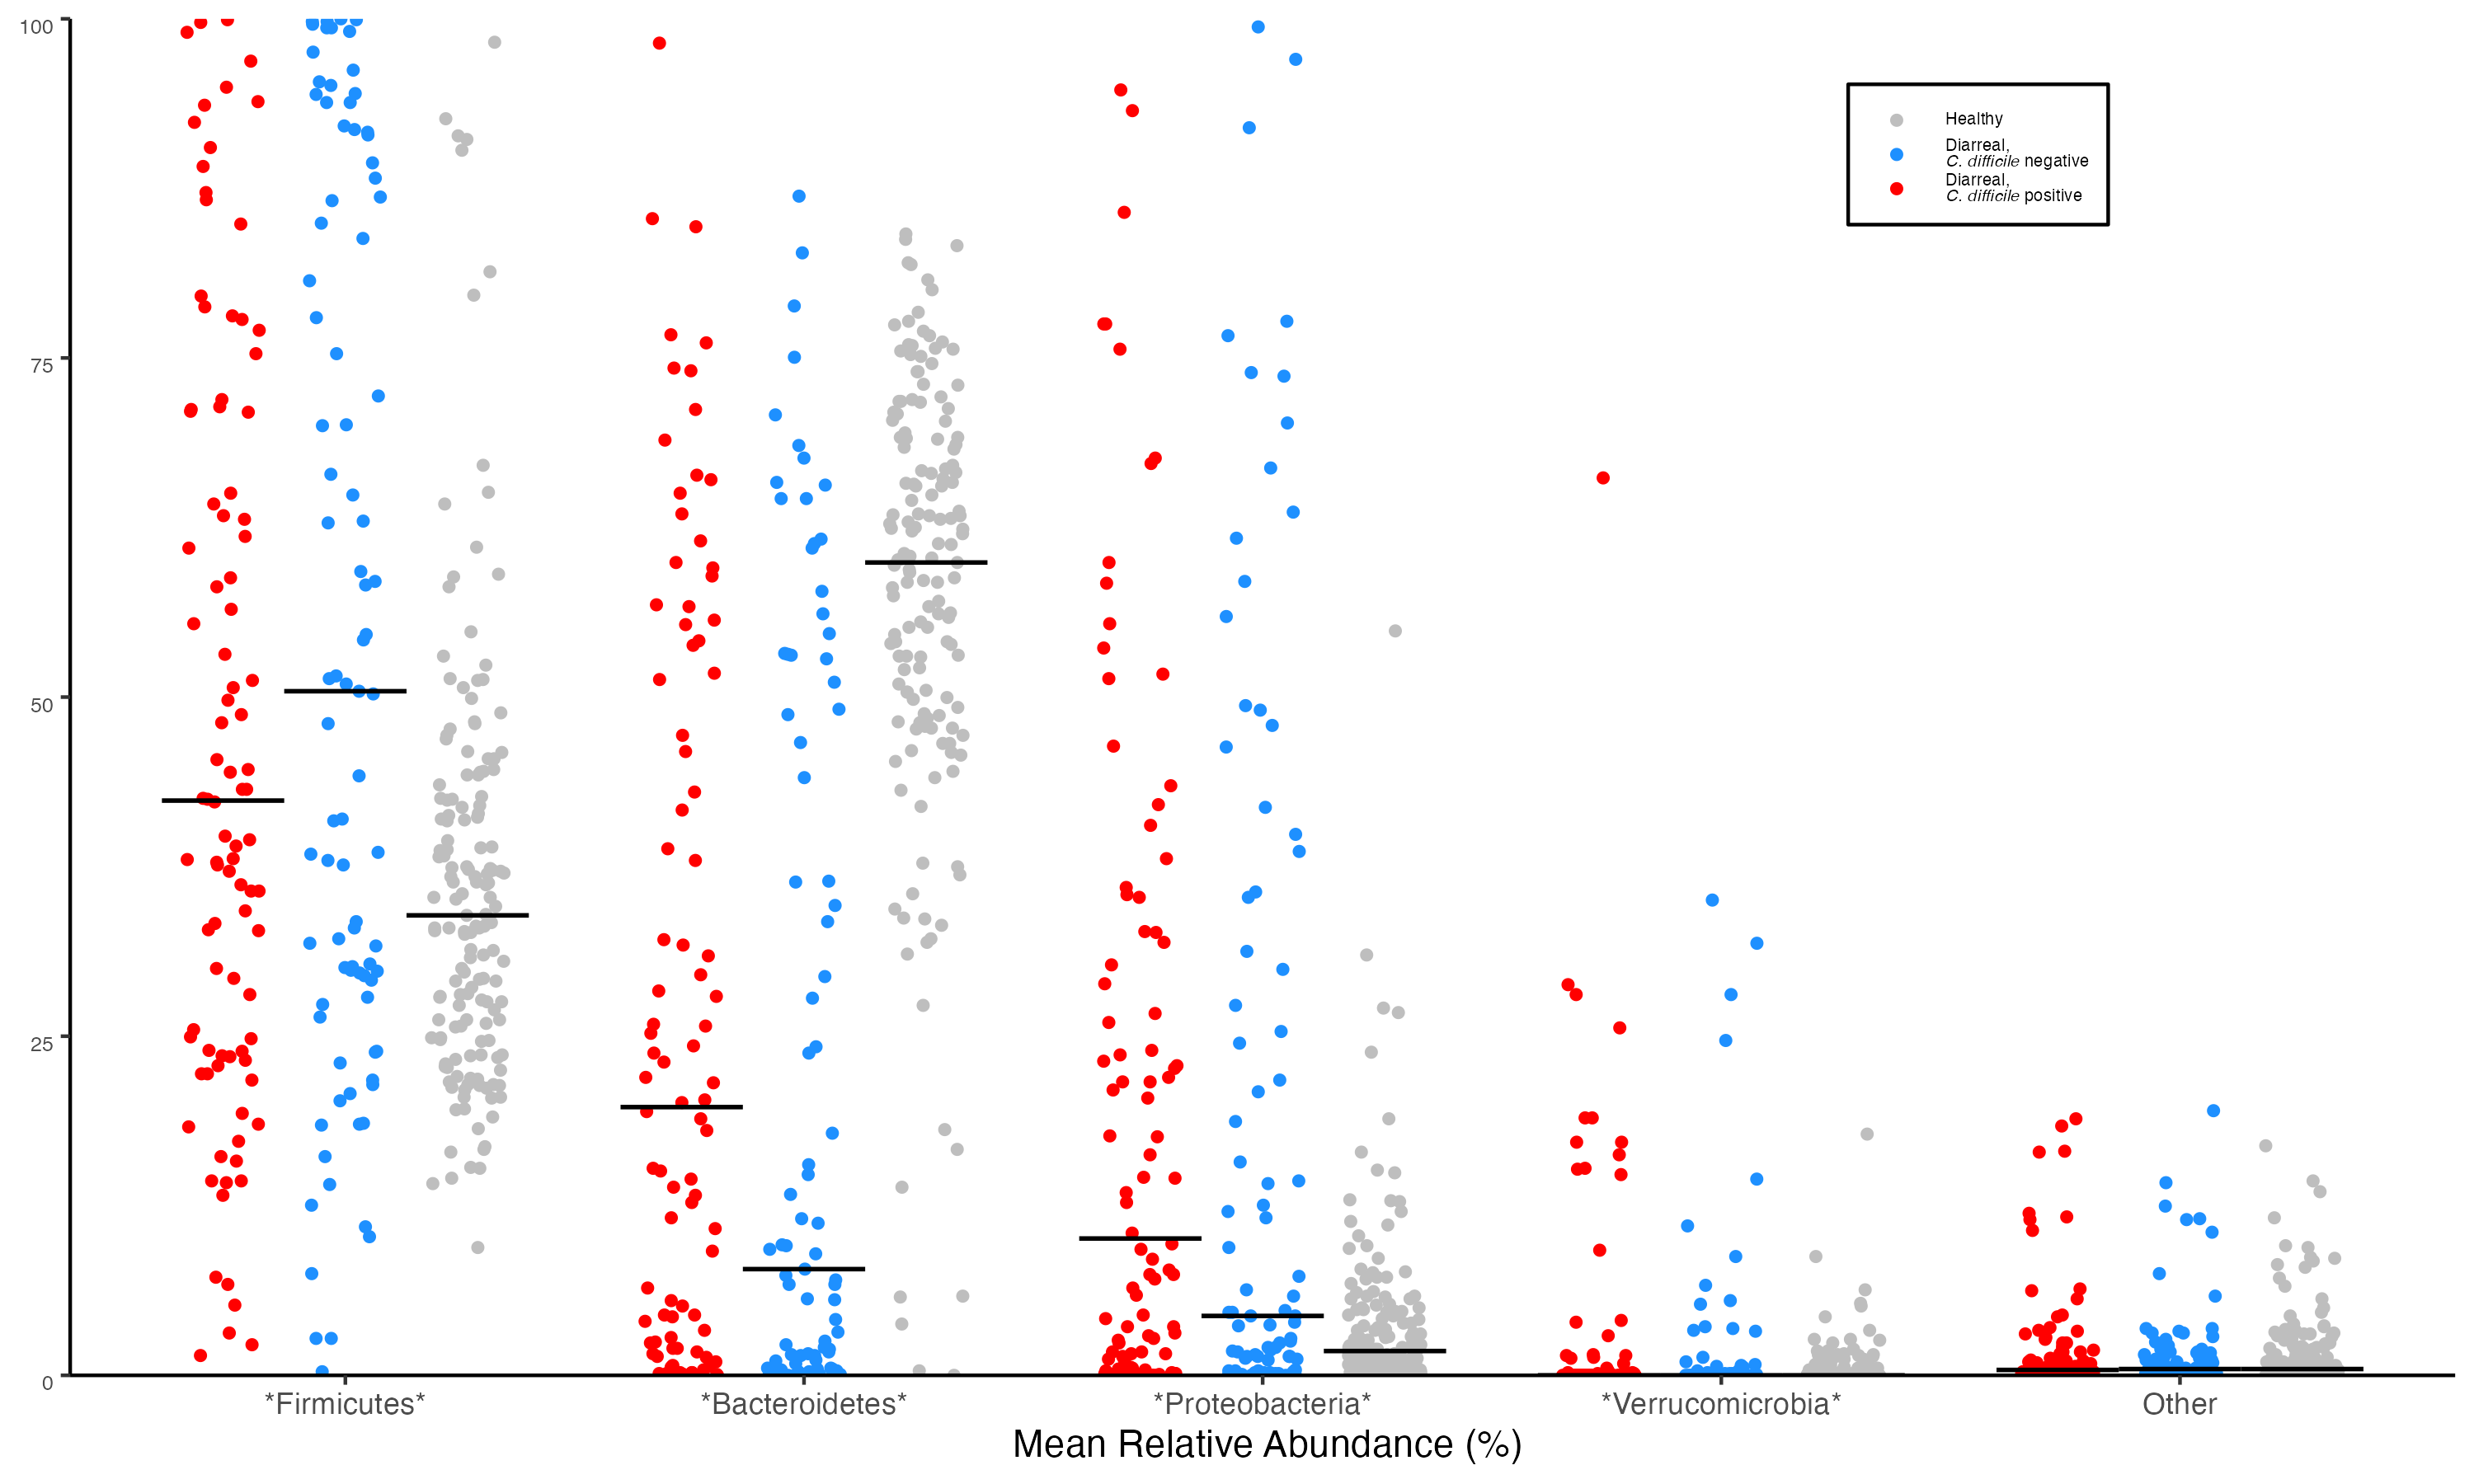 100
75
50
25
0
Healthy
Diarreal,
C. difficile negative
Diarreal,
C. difficile positive
*Firmicutes*
*Bacteroidetes*
*Proteobacteria*
*Verrucomicrobia*
Other
Mean Relative Abundance (%)